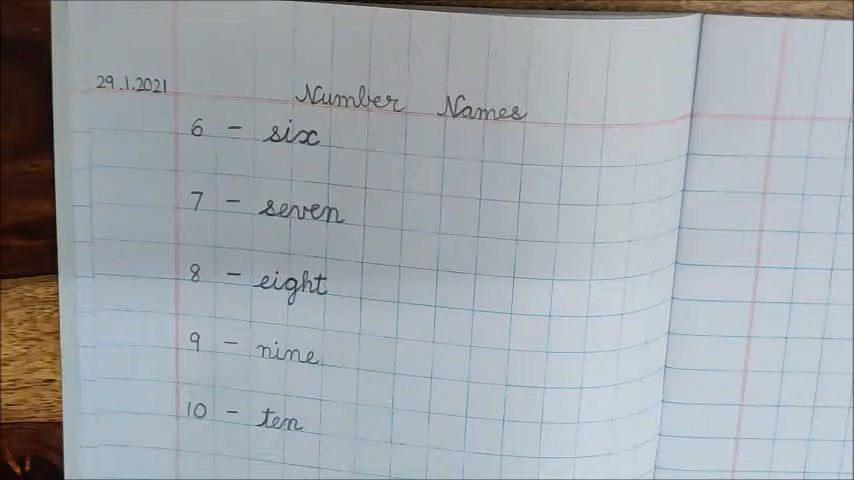 29.1.2021
Number Names
6 - six
7 - seven
8 - eight
9 - nine
10 - ten